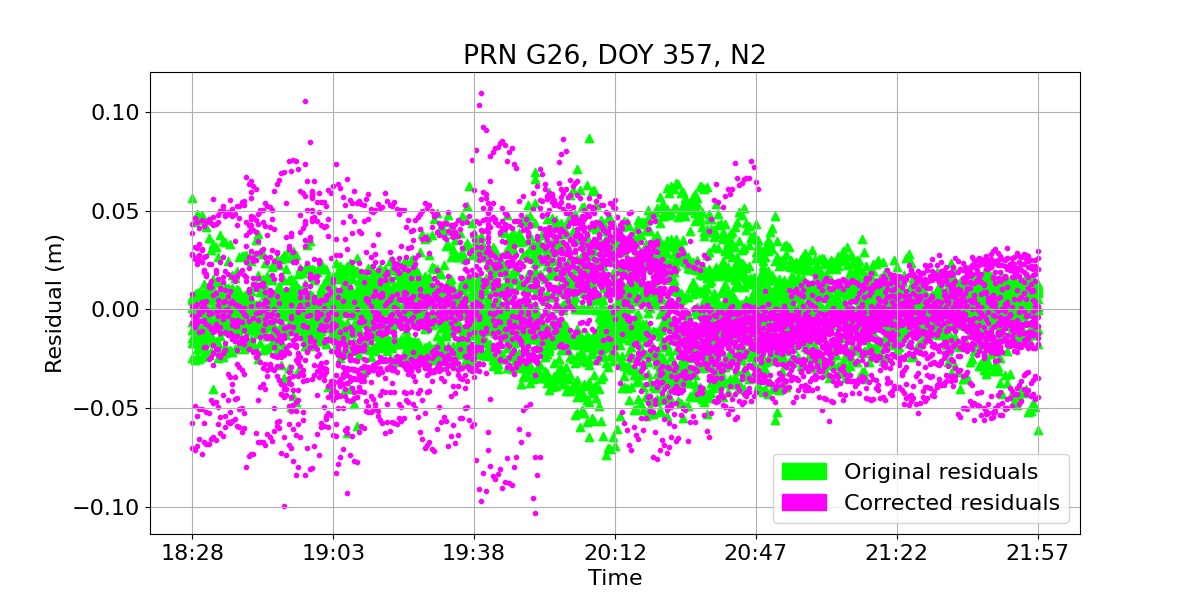 PRN G26, DOY 357, N2
Residual (m)
0.10
0.05
0.00
−0.05
−0.10
18:28 19:03 19:38 20:12 20:47 21:22 21:57
Time
Original residuals
Corrected residuals